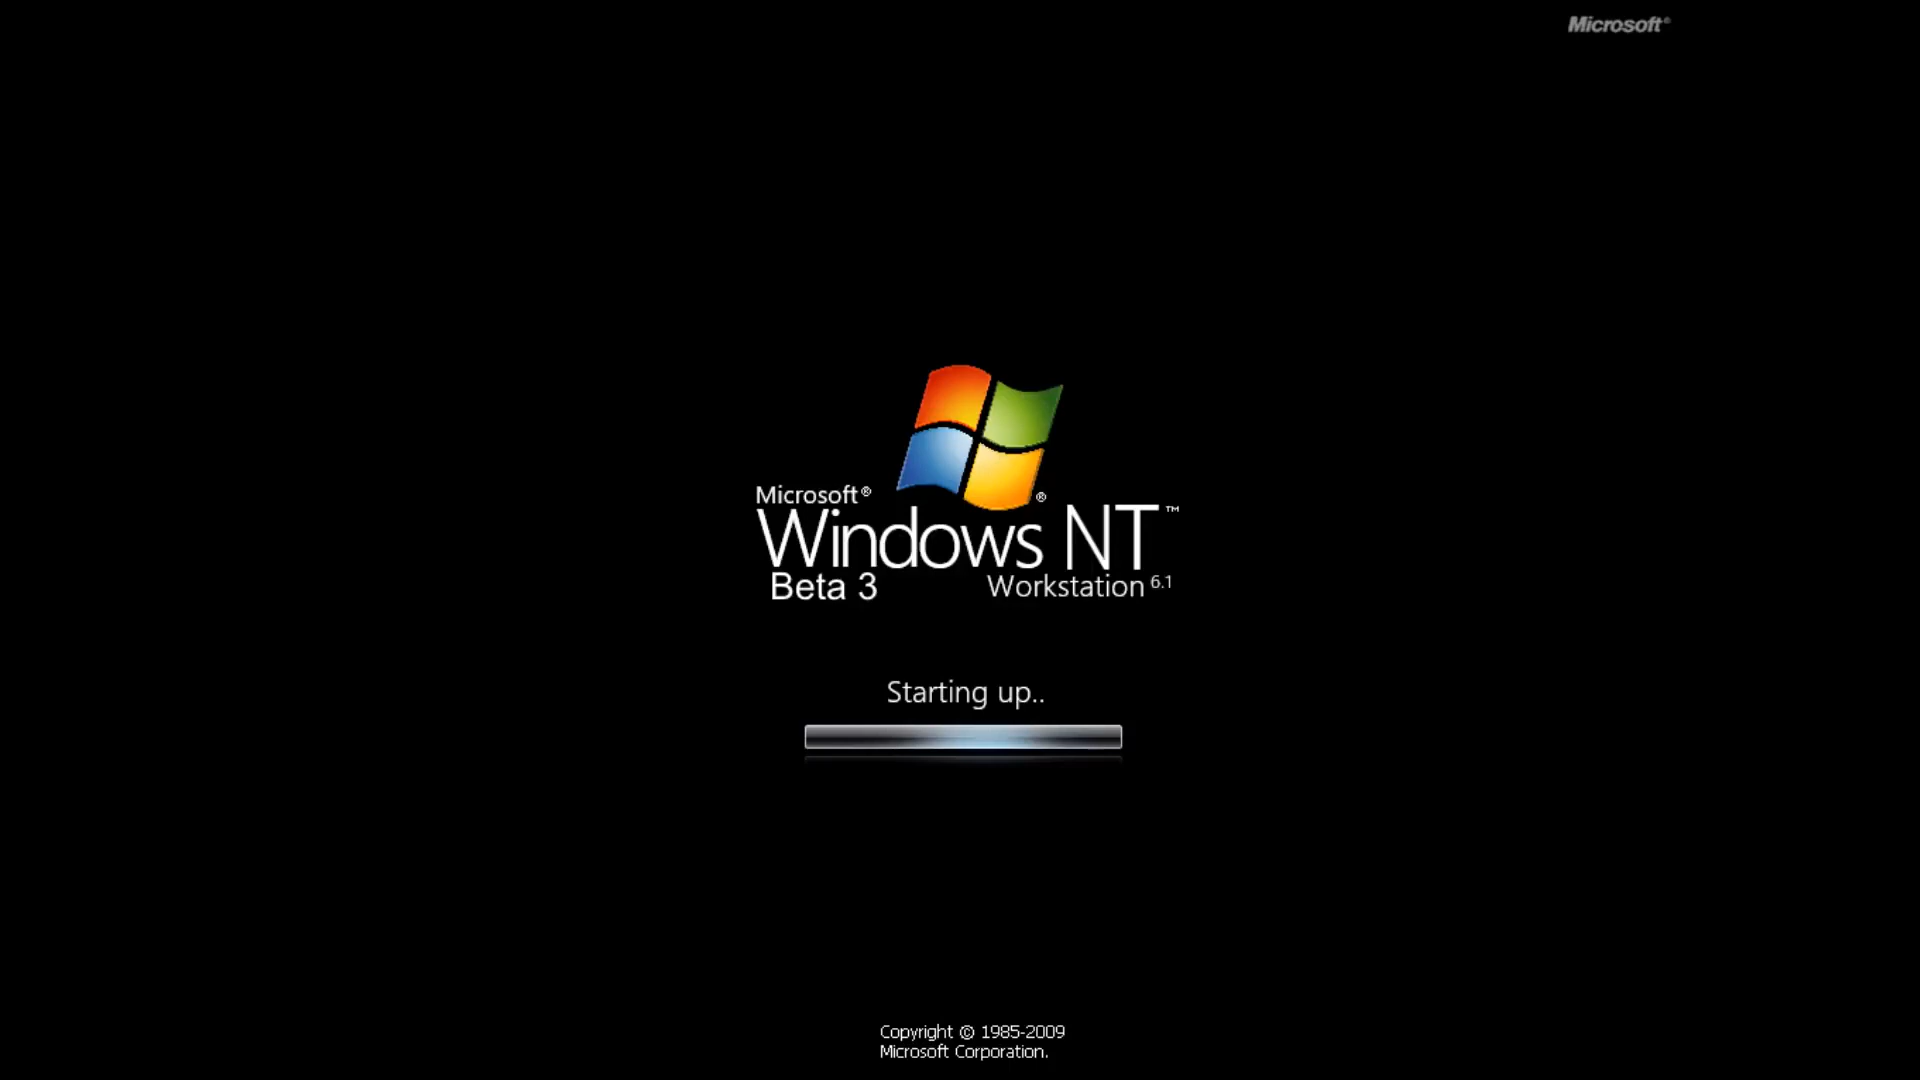 Microsoft®
Microsoft®
Windows NT™
Beta 3
Workstation 6.1
Starting up..
Copyright © 1985-2009
Microsoft Corporation.